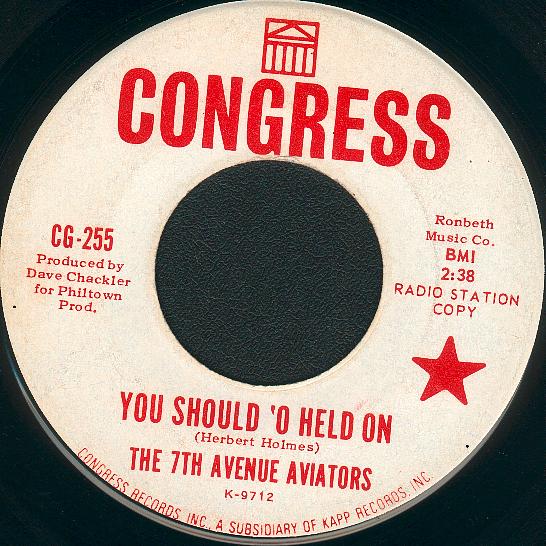 CONGRESS
CG-255
Produced by
Dave Chackler
for Philtown
Prod.
Ronbeth
Music Co.
BMI
2:38
RADIO STATION
COPY
YOU SHOULD 'O HELD ON
(Herbert Holmes)
THE 7TH AVENUE AVIATORS
K-9712
CONGRESS RECORDS, INC., A SUBSIDIARY OF KAPP RECORDS, INC.